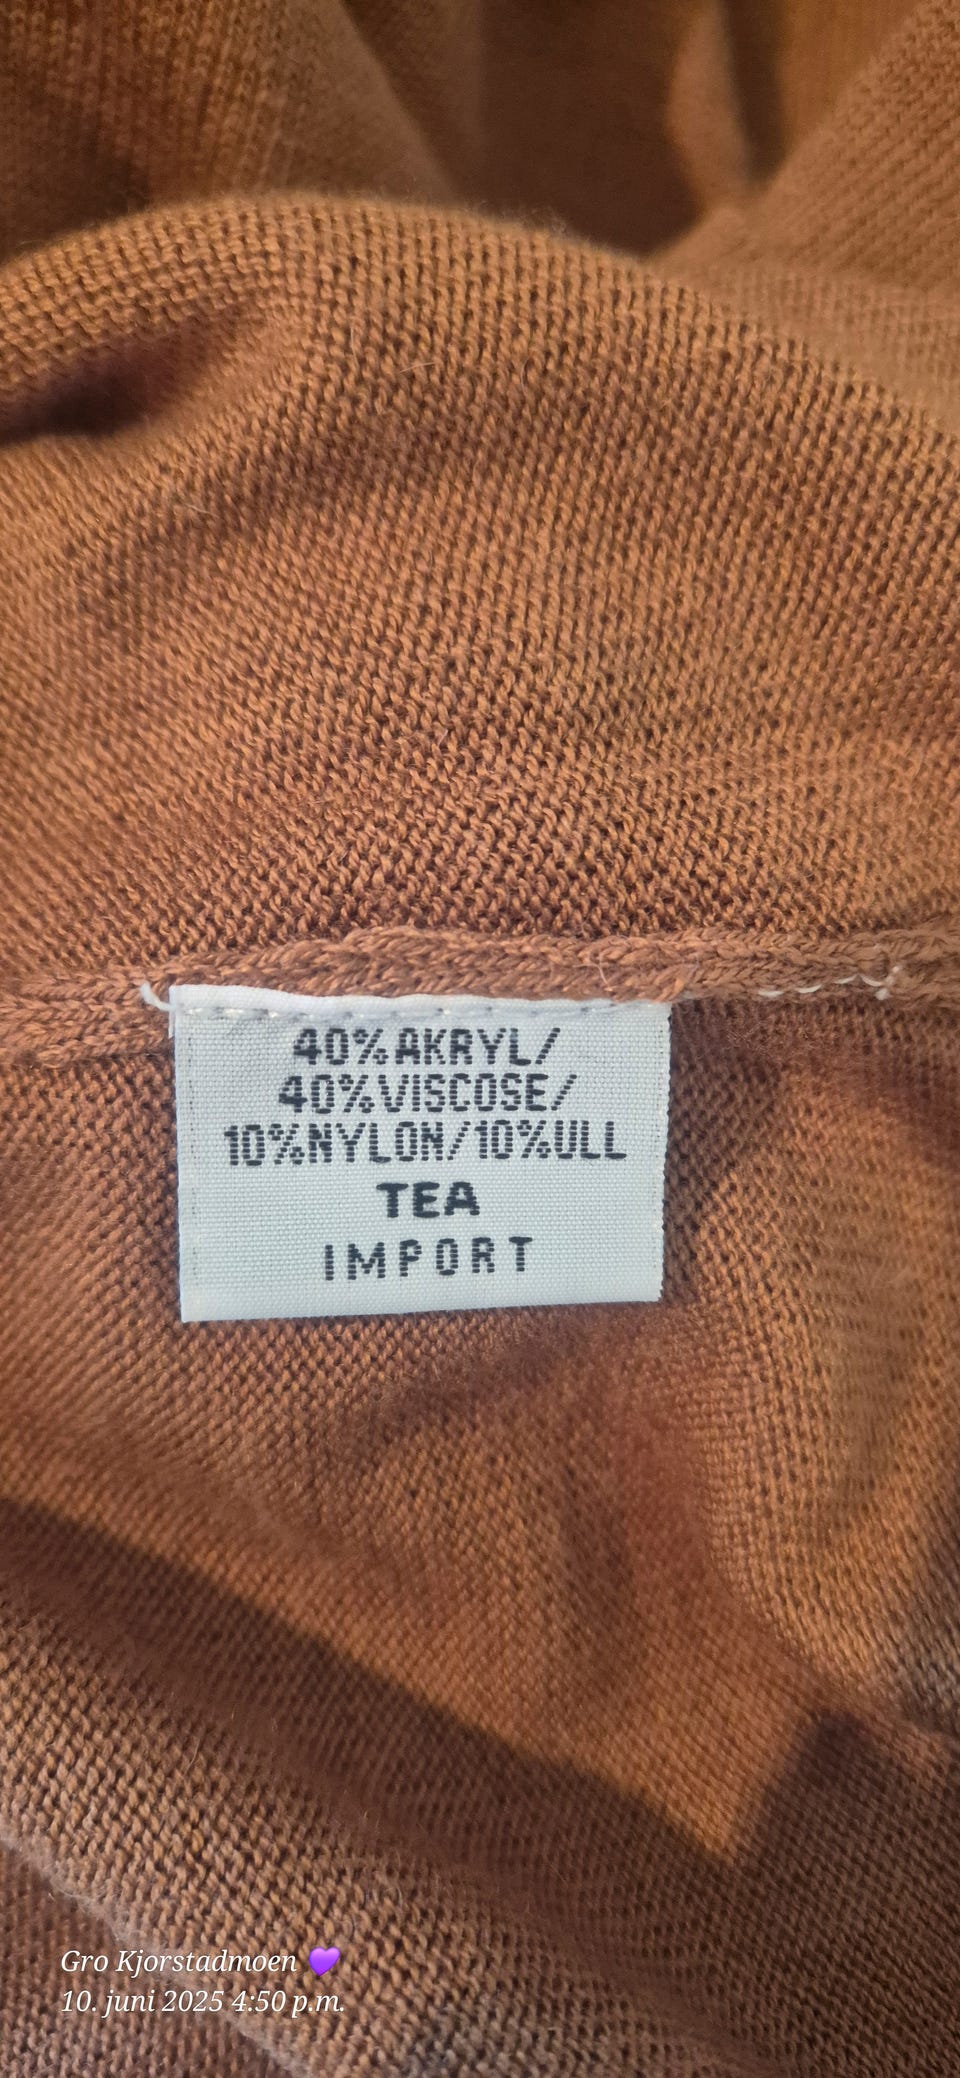 40%AKRYL/
40%VISCOSE/
10%NYLON/10%ULL
TEA
IMPORT
Gro Kjorstadmoen 💜
10. juni 2025 4:50 p.m.